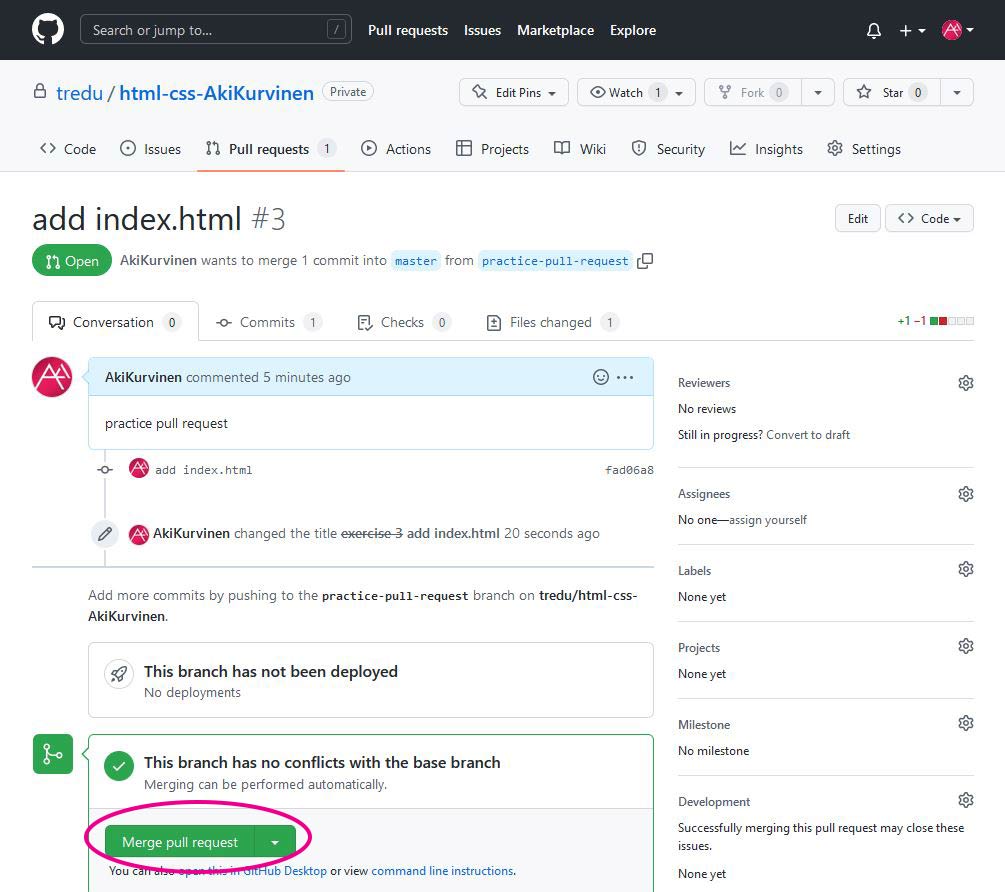 Search or jump to... / Pull requests Issues Marketplace Explore
tredu / html-css-AkiKurvinen Private Edit Pins Watch 1 Fork 0 Star 0
Code Issues Pull requests 1 Actions Projects Wiki Security Insights Settings
add index.html #3 Edit Code
Open AkiKurvinen wants to merge 1 commit into master from practice-pull-request
Conversation 0 Commits 1 Checks 0 Files changed 1 +1 −1
AkiKurvinen commented 5 minutes ago
practice pull request
add index.html fad06a8
AkiKurvinen changed the title exercise 3 add index.html 20 seconds ago
Add more commits by pushing to the practice-pull-request branch on tredu/html-css-
AkiKurvinen.
This branch has not been deployed
No deployments
This branch has no conflicts with the base branch
Merging can be performed automatically.
Merge pull request
You can also open this in GitHub Desktop or view command line instructions.
Reviewers
No reviews
Still in progress? Convert to draft
Assignees
No one—assign yourself
Labels
None yet
Projects
None yet
Milestone
No milestone
Development
Successfully merging this pull request may close these
issues.
None yet